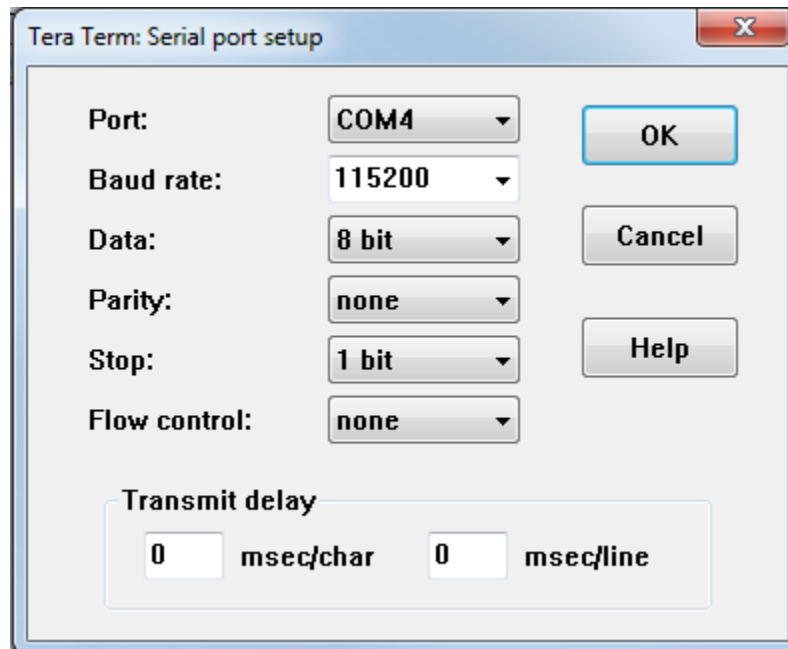 Tera Term: Serial port setup
Port: COM4 OK
Baud rate: 115200
Data: 8 bit Cancel
Parity: none
Stop: 1 bit Help
Flow control: none
Transmit delay
0 msec/char 0 msec/line